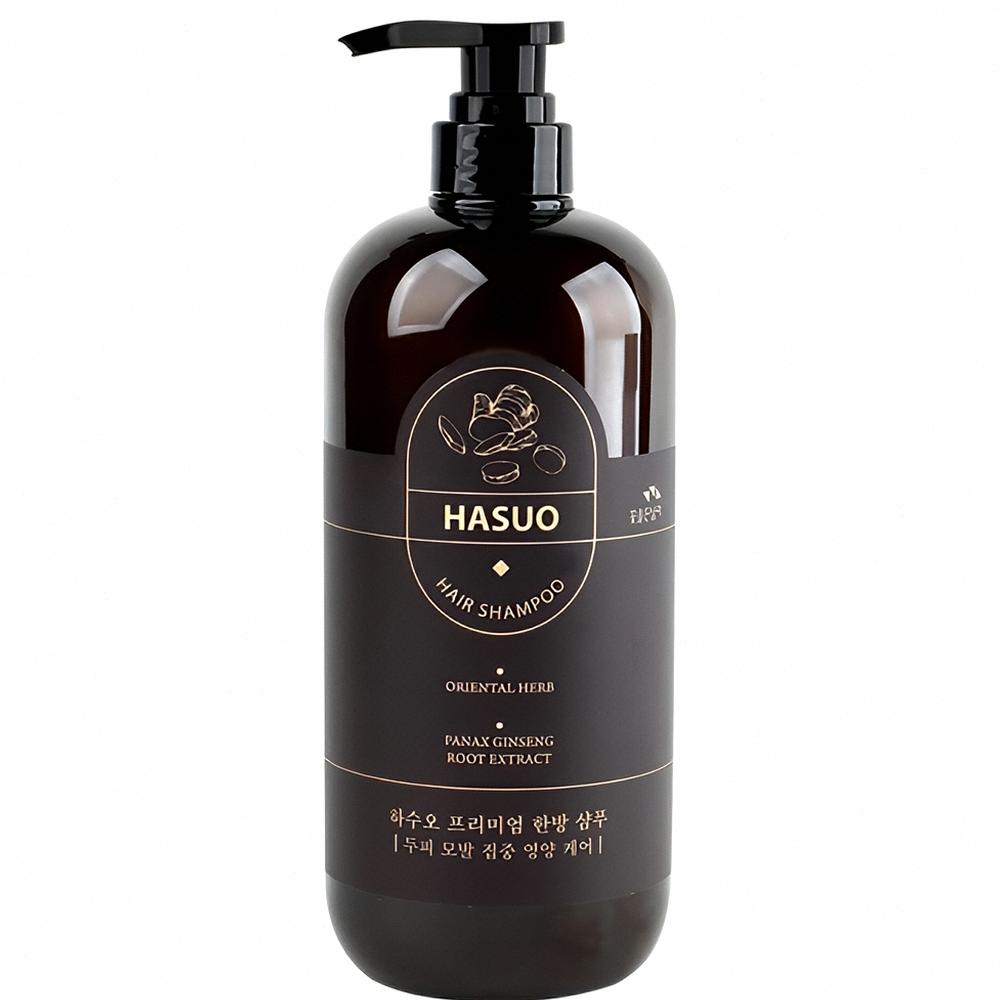 HASUO
HAIR SHAMPOO
ORIENTAL HERB
PANAX GINSENG
ROOT EXTRACT
하수오 프리미엄 한방 샴푸
|두피 모발 집중 영양 케어|